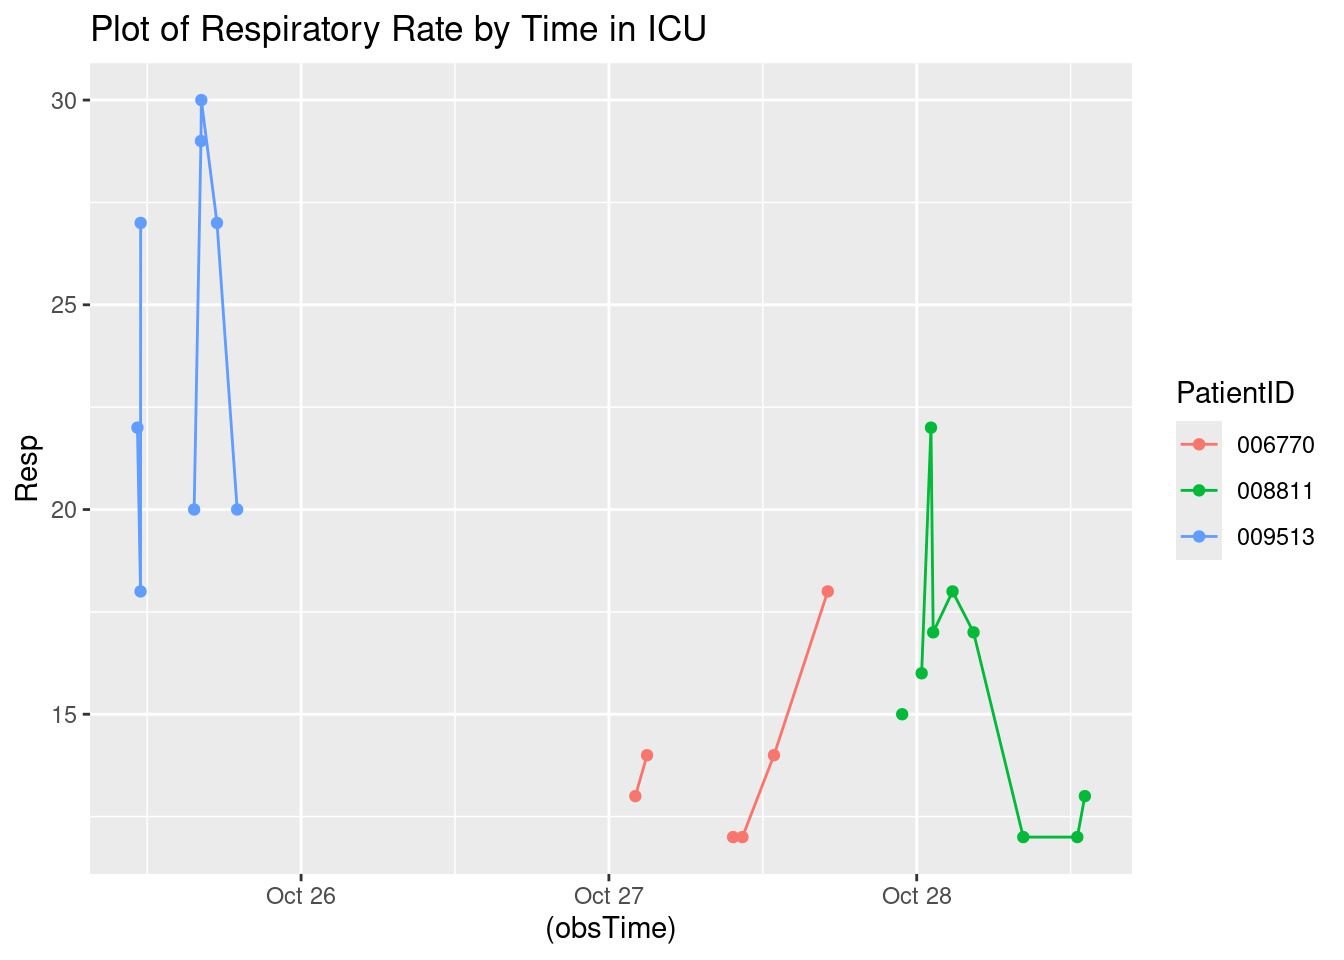 Plot of Respiratory Rate by Time in ICU
30
25
20
15
Resp
Oct 26
Oct 27
Oct 28
(obsTime)
PatientID
006770
008811
009513